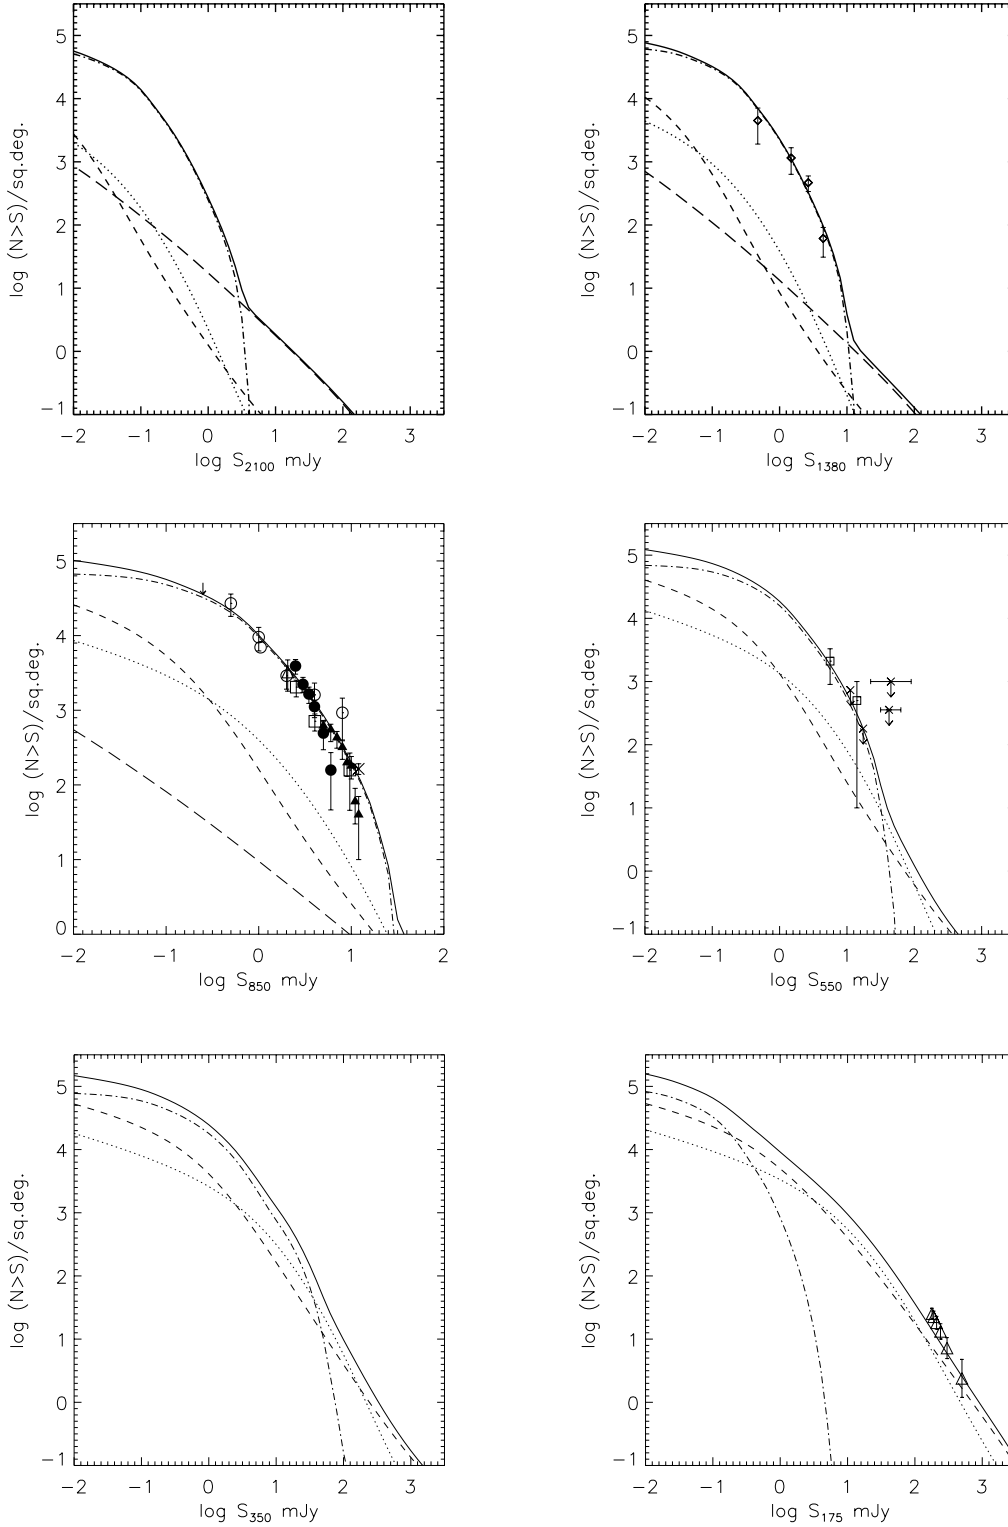 5
4
3
2
1
0
−1
log (N>S)/sq.deg.
−2 −1 0 1 2 3
log S2100 mJy
5
4
3
2
1
0
−1
log (N>S)/sq.deg.
−2 −1 0 1 2 3
log S1380 mJy
5
4
3
2
1
0
log (N>S)/sq.deg.
−2 −1 0 1 2
log S850 mJy
5
4
3
2
1
0
−1
log (N>S)/sq.deg.
−2 −1 0 1 2 3
log S550 mJy
5
4
3
2
1
0
−1
log (N>S)/sq.deg.
−2 −1 0 1 2 3
log S350 mJy
5
4
3
2
1
0
−1
log (N>S)/sq.deg.
−2 −1 0 1 2 3
log S175 mJy